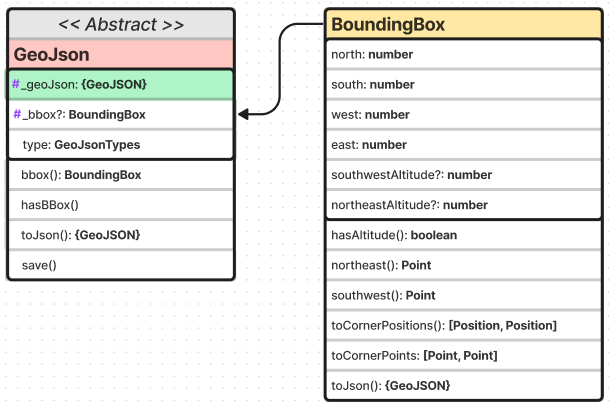 << Abstract >>
GeoJson
#_geoJson: {GeoJSON}
#_bbox?: BoundingBox
type: GeoJsonTypes
bbox(): BoundingBox
hasBBox()
toJson(): {GeoJSON}
save()
BoundingBox
north: number
south: number
west: number
east: number
southwestAltitude?: number
northeastAltitude?: number
hasAltitude(): boolean
northeast(): Point
southwest(): Point
toCornerPositions(): [Position, Position]
toCornerPoints: [Point, Point]
toJson(): {GeoJSON}